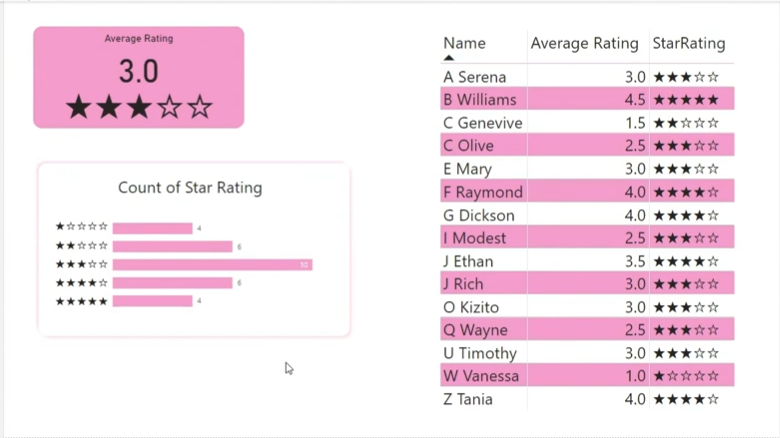 Average Rating
3.0
★★★☆☆
Count of Star Rating
★☆☆☆☆ 4
★★☆☆☆ 6
★★★☆☆ 10
★★★★☆ 6
★★★★★ 4
Name Average Rating StarRating
A Serena 3.0 ★★★☆☆
B Williams 4.5 ★★★★★
C Genevive 1.5 ★★☆☆☆
C Olive 2.5 ★★★☆☆
E Mary 3.0 ★★★☆☆
F Raymond 4.0 ★★★★☆
G Dickson 4.0 ★★★★☆
I Modest 2.5 ★★★☆☆
J Ethan 3.5 ★★★★☆
J Rich 3.0 ★★★☆☆
O Kizito 3.0 ★★★☆☆
Q Wayne 2.5 ★★★☆☆
U Timothy 3.0 ★★★☆☆
W Vanessa 1.0 ★☆☆☆☆
Z Tania 4.0 ★★★★☆